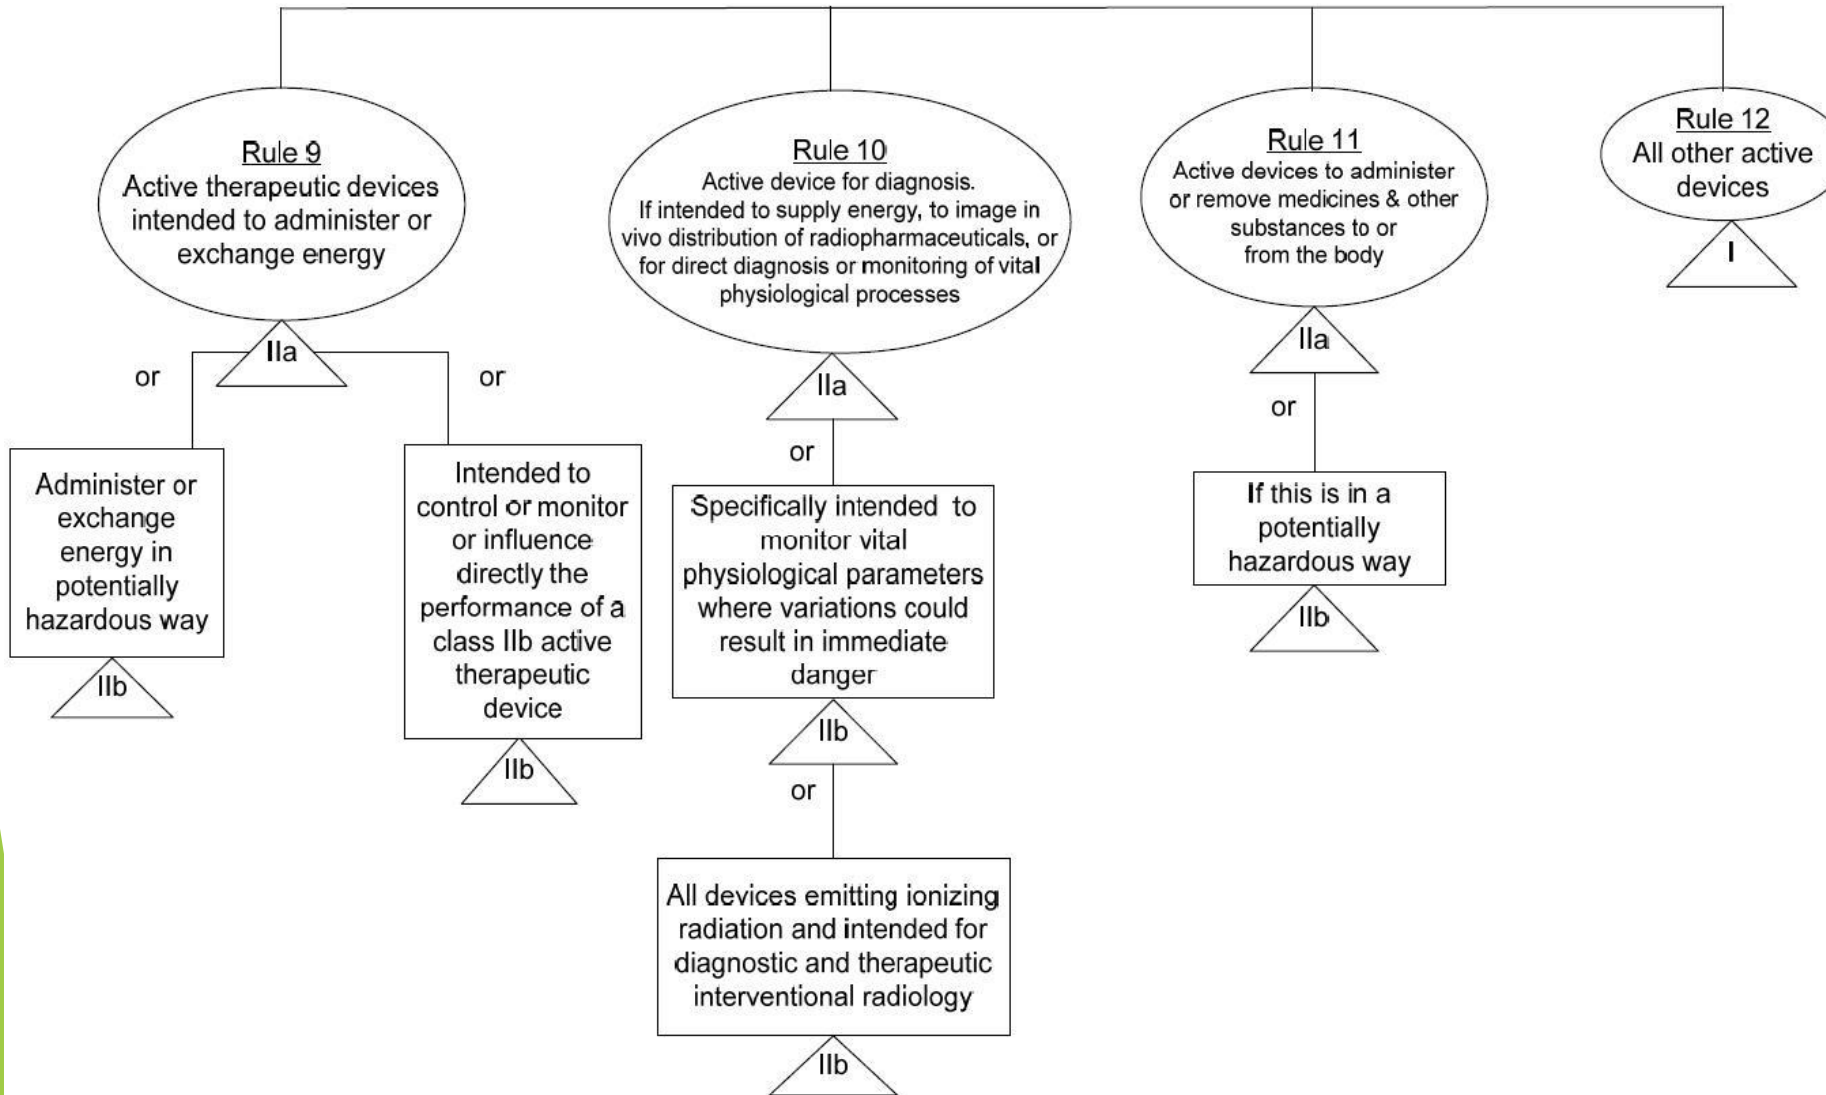 Rule 9
Active therapeutic devices
intended to administer or
exchange energy
IIa
or
or
Administer or
exchange
energy in
potentially
hazardous way
IIb
Intended to
control or monitor
or influence
directly the
performance of a
class IIb active
therapeutic
device
IIb
Rule 10
Active device for diagnosis.
If intended to supply energy, to image in
vivo distribution of radiopharmaceuticals, or
for direct diagnosis or monitoring of vital
physiological processes
IIa
or
Specifically intended to
monitor vital
physiological parameters
where variations could
result in immediate
danger
IIb
or
All devices emitting ionizing
radiation and intended for
diagnostic and therapeutic
interventional radiology
IIb
Rule 11
Active devices to administer
or remove medicines & other
substances to or
from the body
IIa
or
If this is in a
potentially
hazardous way
IIb
Rule 12
All other active
devices
I